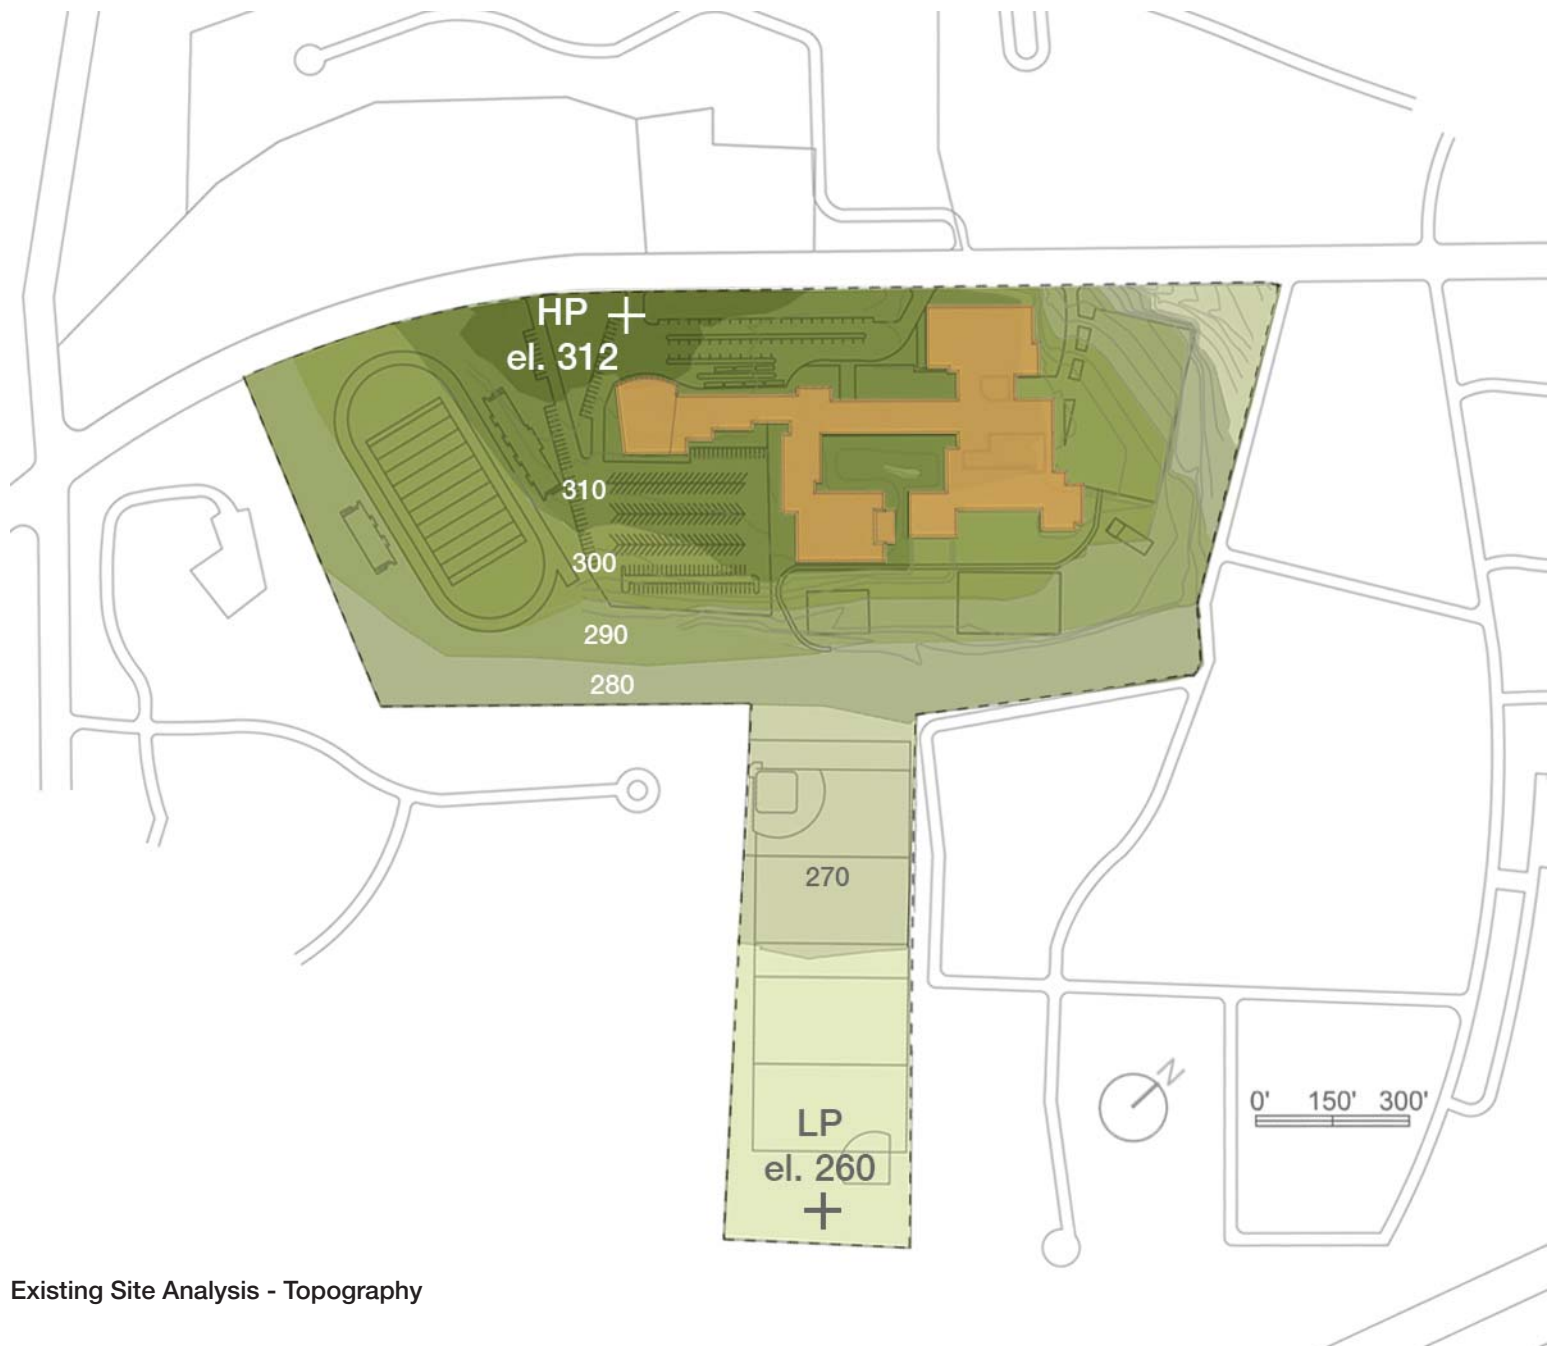 HP
el. 312
310
300
290
280
270
LP
el. 260
N
0' 150' 300'
Existing Site Analysis - Topography